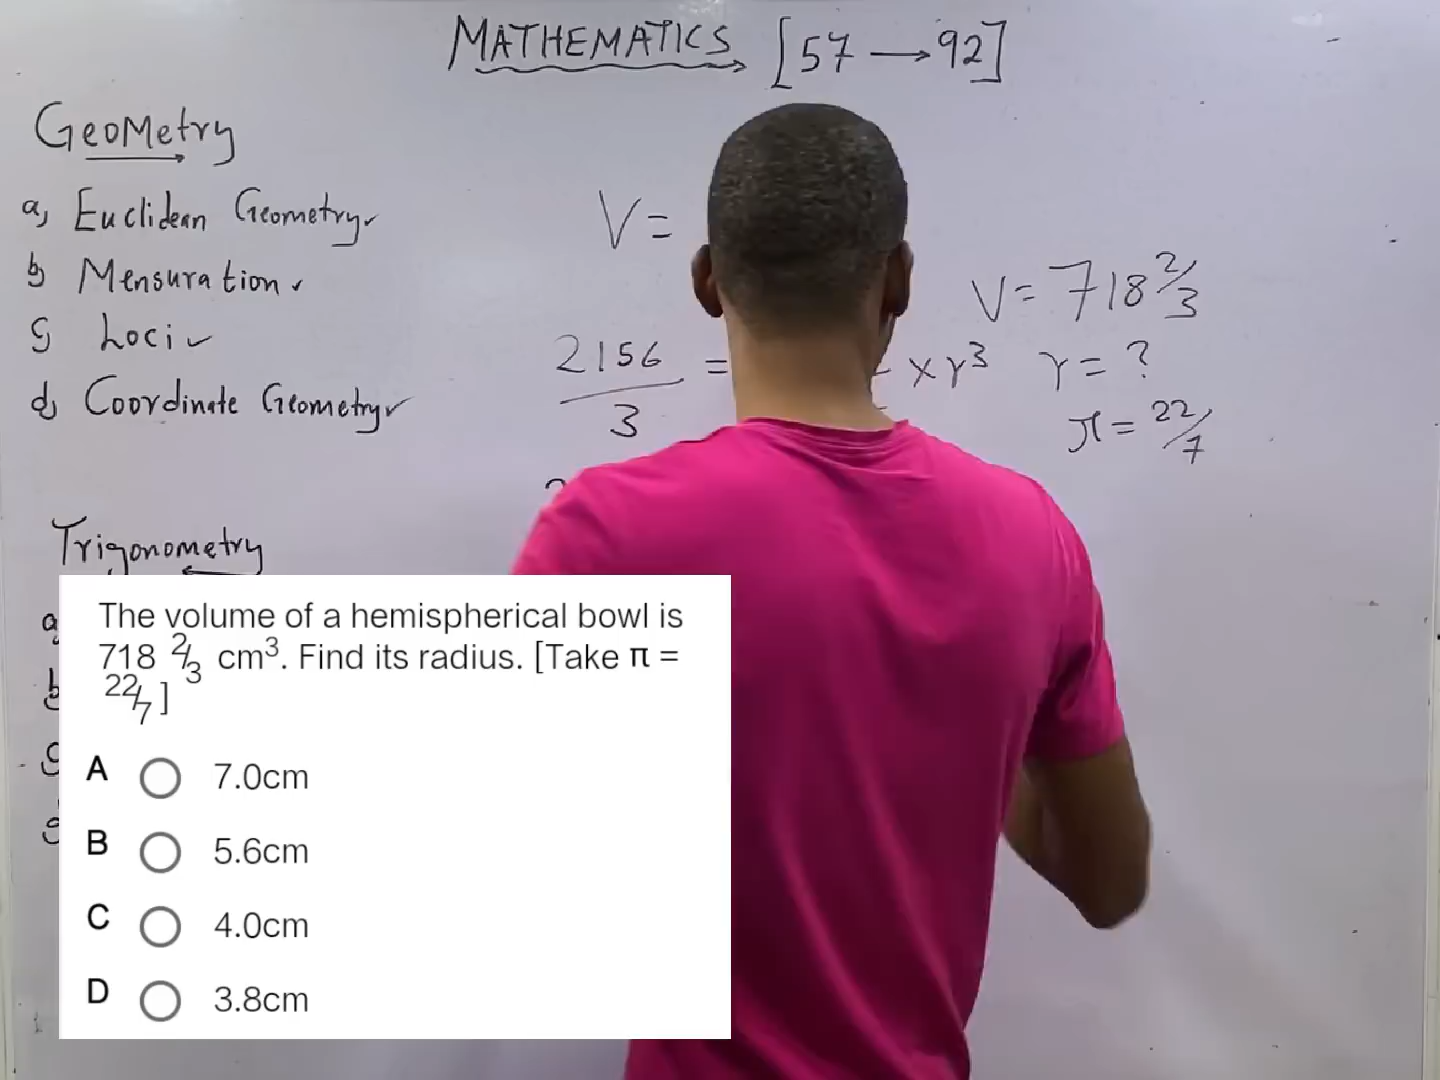 MATHEMATICS [57 → 92]
Geometry
a, Euclidean Geometry
b Mensuration
c, Loci
d, Coordinate Geometry
Trigonometry
V =
V = 718 2/3
2156/3 = x r³
r = ?
π = 22/7
The volume of a hemispherical bowl is
718 2/3 cm³. Find its radius. [Take π =
22/7]
A 7.0cm
B 5.6cm
C 4.0cm
D 3.8cm